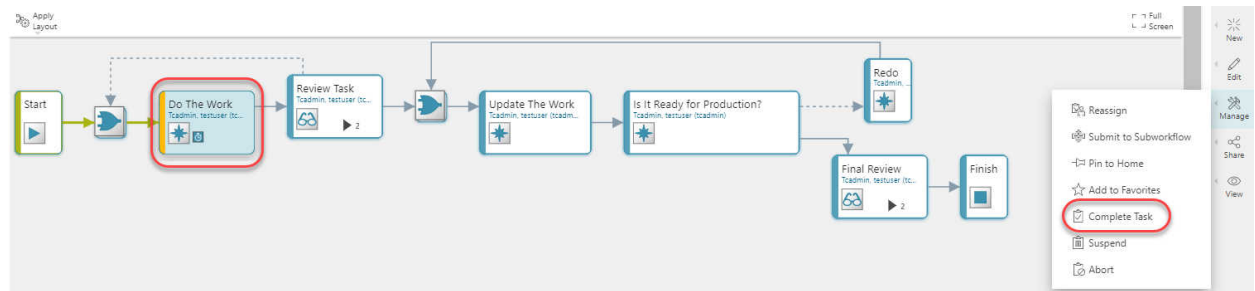 Apply
Layout
Full
Screen
New
Edit
Manage
Share
View
Start
Do The Work
Tcadmin, testuser (tc...
Review Task
Tcadmin, testuser (tc...
2
Update The Work
Tcadmin, testuser (tcadm...
Is It Ready for Production?
Tcadmin, testuser (tcadmin)
Redo
Tcadmin, ...
Final Review
Tcadmin, testuser (tc...
2
Finish
Reassign
Submit to Subworkflow
Pin to Home
Add to Favorites
Complete Task
Suspend
Abort